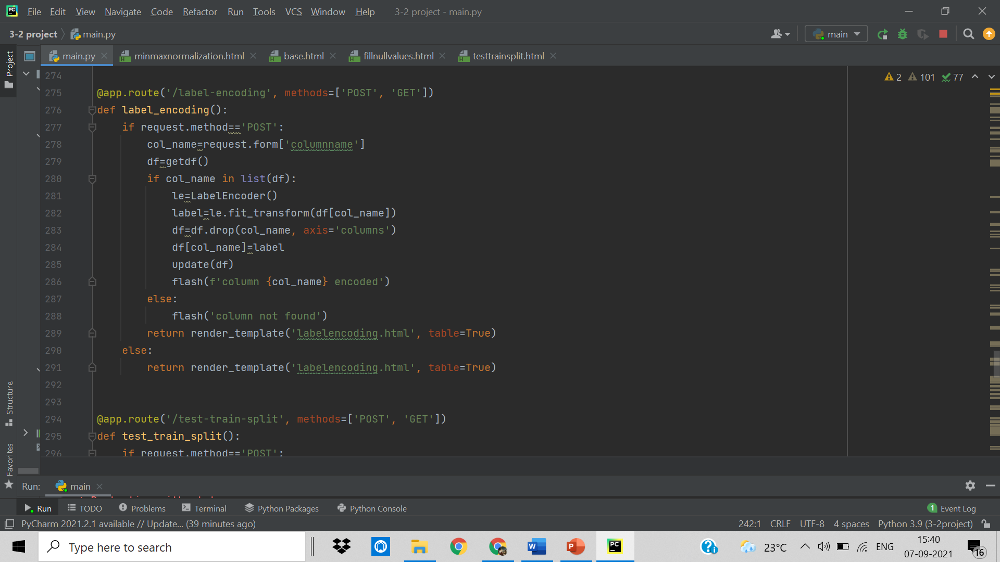 File Edit View Navigate Code Refactor Run Tools VCS Window Help 3-2 project - main.py
3-2 project main.py main
main.py minmaxnormalization.html base.html fillnullvalues.html testtrainsplit.html
Project
2 101 77
274
275 @app.route('/label-encoding', methods=['POST', 'GET'])
276 def label_encoding():
277 if request.method=='POST':
278 col_name=request.form['columnname']
279 df=getdf()
280 if col_name in list(df):
281 le=LabelEncoder()
282 label=le.fit_transform(df[col_name])
283 df=df.drop(col_name, axis='columns')
284 df[col_name]=label
285 update(df)
286 flash(f'column {col_name} encoded')
287 else:
288 flash('column not found')
289 return render_template('labelencoding.html', table=True)
290 else:
291 return render_template('labelencoding.html', table=True)
292
293
294 @app.route('/test-train-split', methods=['POST', 'GET'])
295 def test_train_split():
296 if request.method=='POST':
Structure
Favorites
Run: main
Run TODO Problems Terminal Python Packages Python Console 1 Event Log
PyCharm 2021.2.1 available // Update... (39 minutes ago) 242:1 CRLF UTF-8 4 spaces Python 3.9 (3-2project)
Type here to search
23°C ENG
15:40
07-09-2021
16